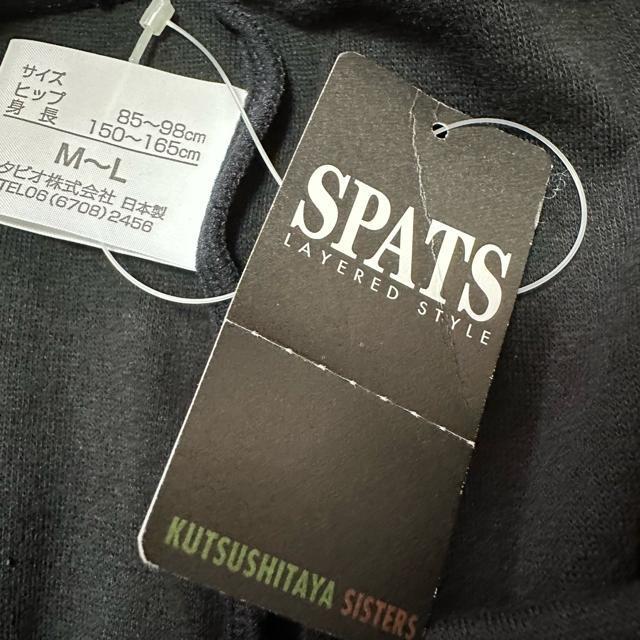 サイズ
ヒップ 85〜98cm
身長 150〜165cm
M〜L
タビオ株式会社 日本製
TEL06(6708)2456
SPATS
LAYERED STYLE
KUTSUSHITAYA SISTERS